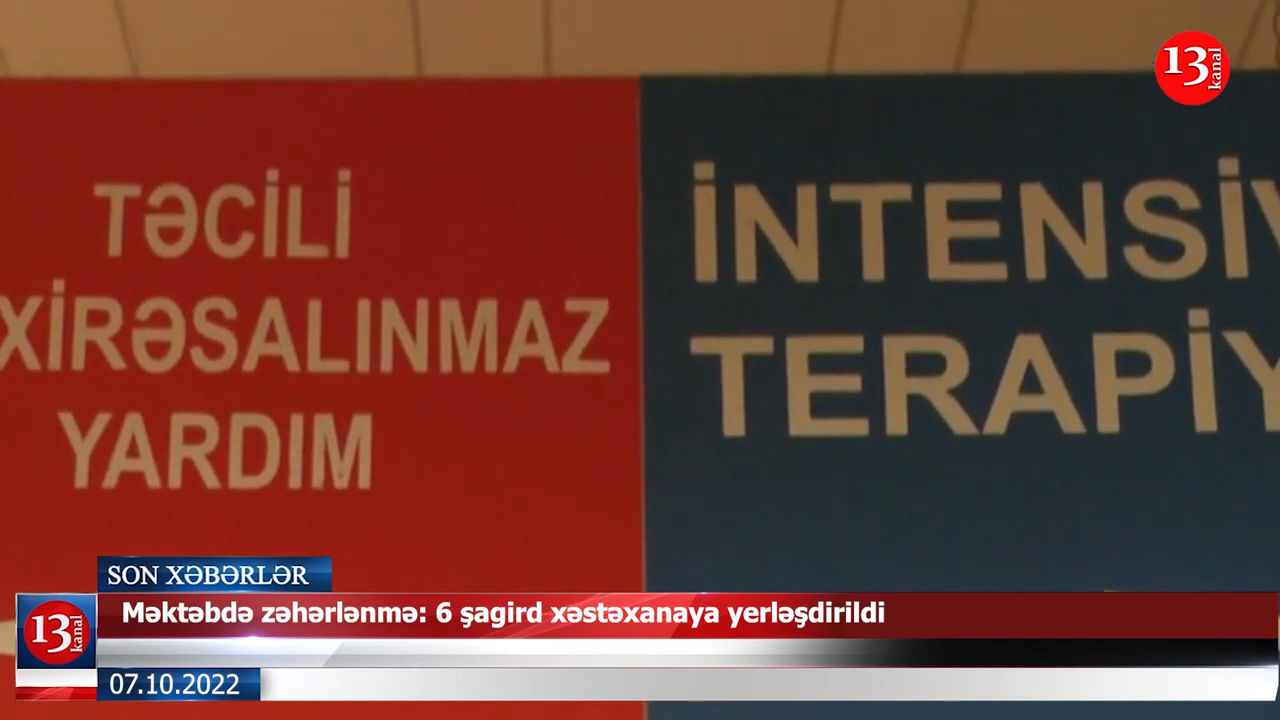 13 kanal
TƏCİLİ
XİRƏSALINMAZ
YARDIM
İNTENSİV
TERAPİY
SON XƏBƏRLƏR
Məktəbdə zəhərlənmə: 6 şagird xəstəxanaya yerləşdirildi
13 kanal
07.10.2022